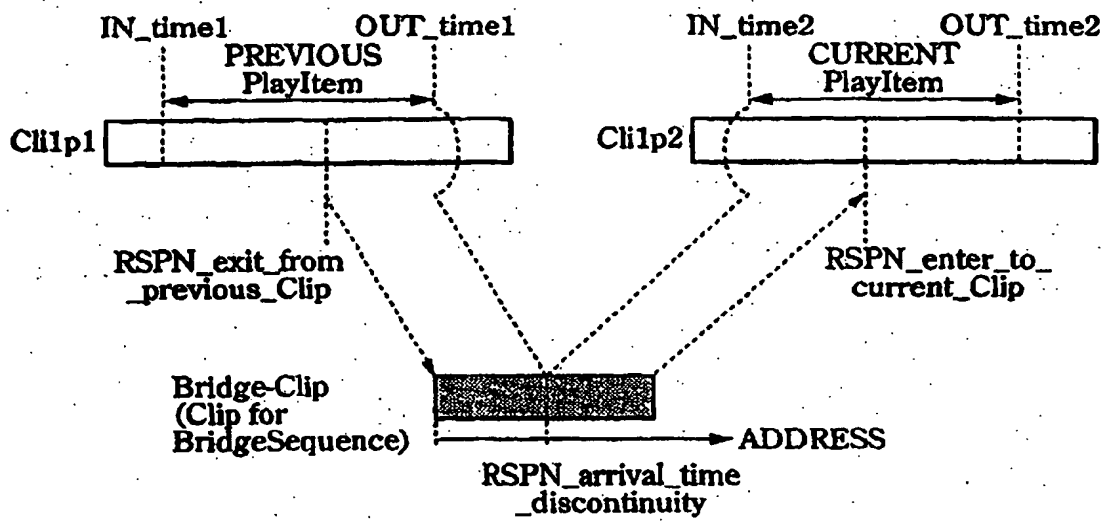 IN_time1 OUT_time1 IN_time2 OUT_time2
PREVIOUS
PlayItem
CURRENT
PlayItem
Cli1p1
Cli1p2
RSPN_exit_from
_previous_Clip
RSPN_enter_to_
current_Clip
Bridge-Clip
(Clip for
BridgeSequence)
ADDRESS
RSPN_arrival_time
_discontinuity